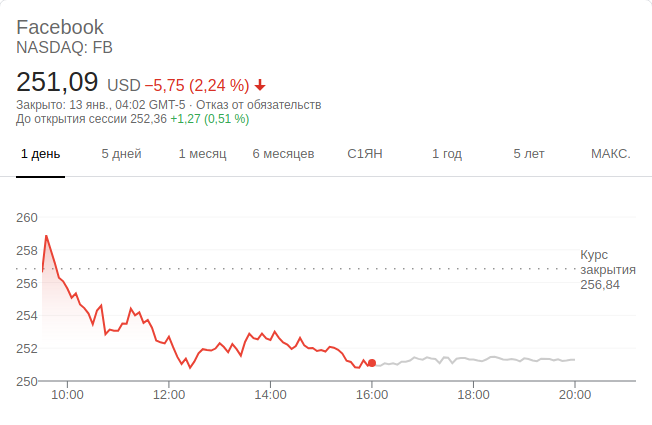 Facebook
NASDAQ: FB
251,09 USD −5,75 (2,24 %)
Закрыто: 13 янв., 04:02 GMT-5 · Отказ от обязательств
До открытия сессии 252,36 +1,27 (0,51 %)
1 день 5 дней 1 месяц 6 месяцев С1ЯН 1 год 5 лет МАКС.
260
258
Курс
закрытия
256,84
256
254
252
250
10:00 12:00 14:00 16:00 18:00 20:00